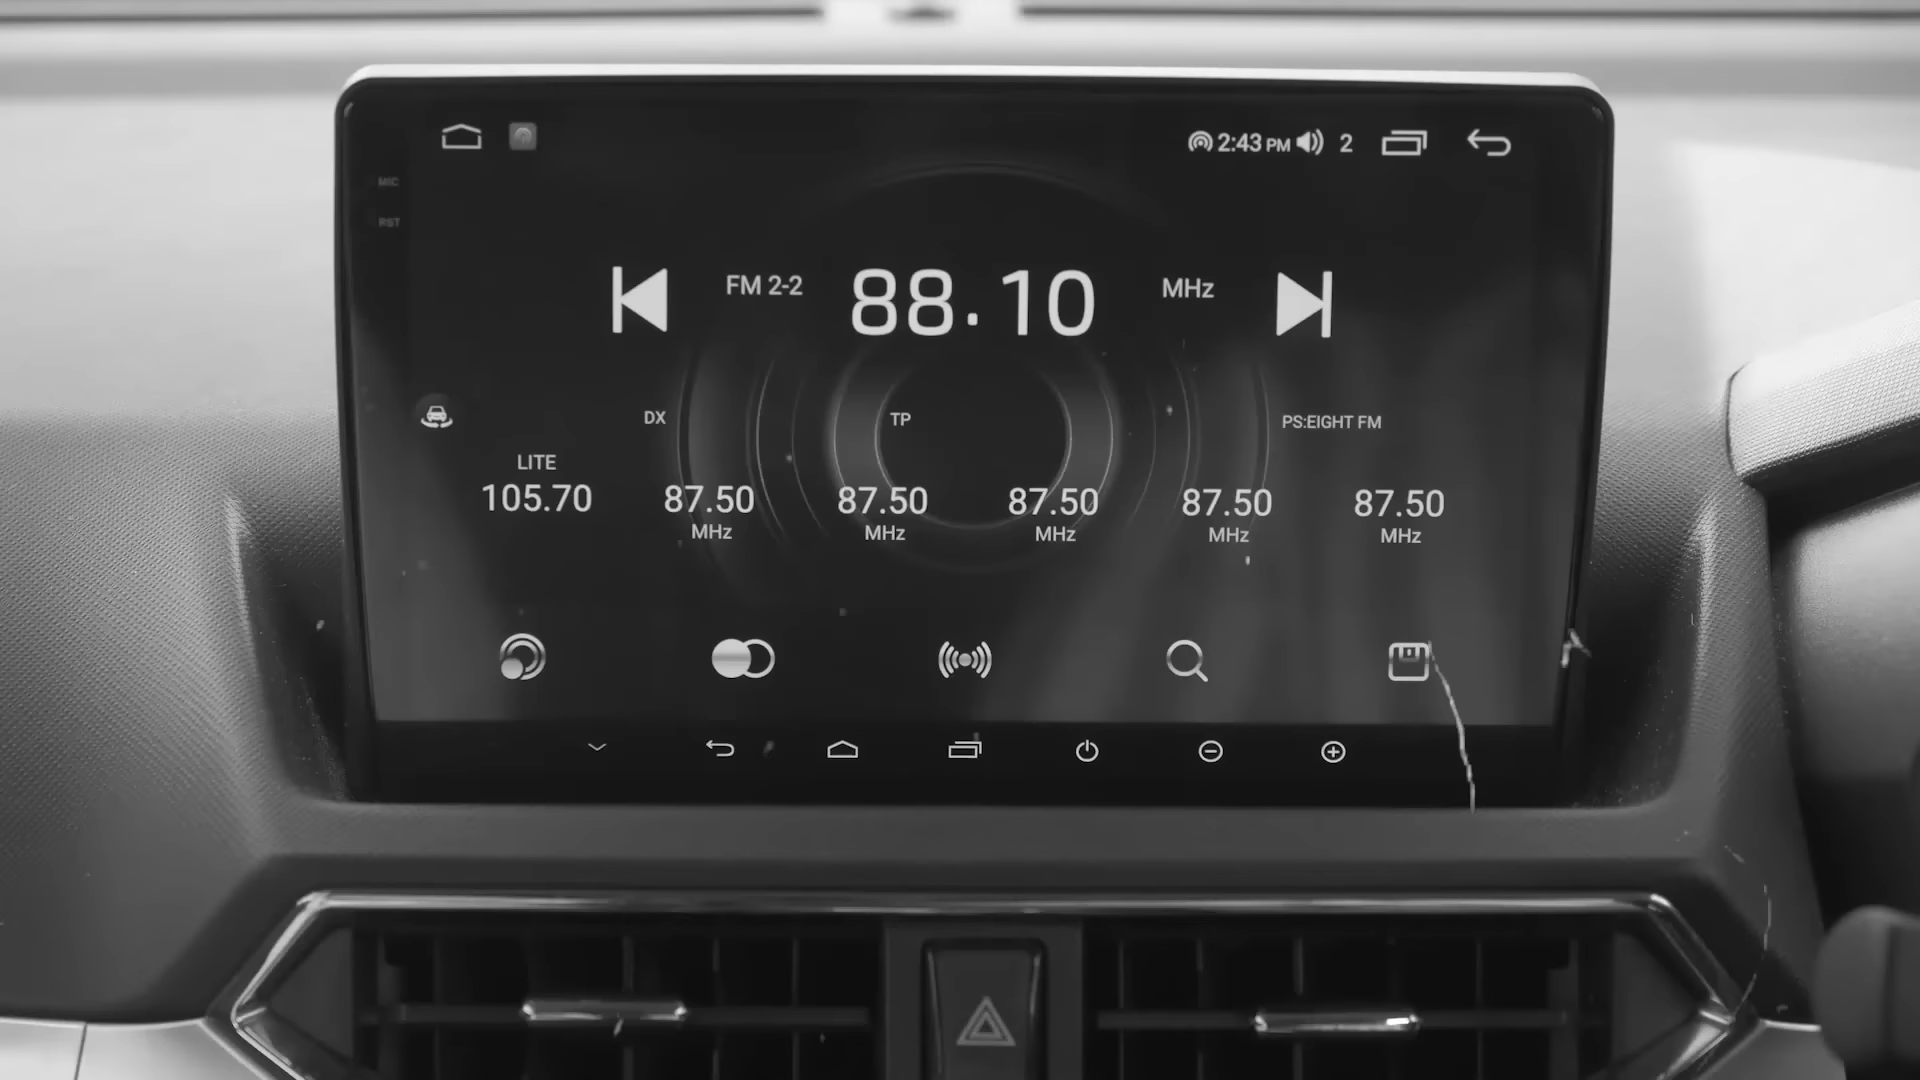 2:43 PM 2
MIC
RST
FM 2-2 88.10 MHz
DX TP PS:EIGHT FM
LITE
105.70 87.50 87.50 87.50 87.50 87.50
MHz MHz MHz MHz MHz